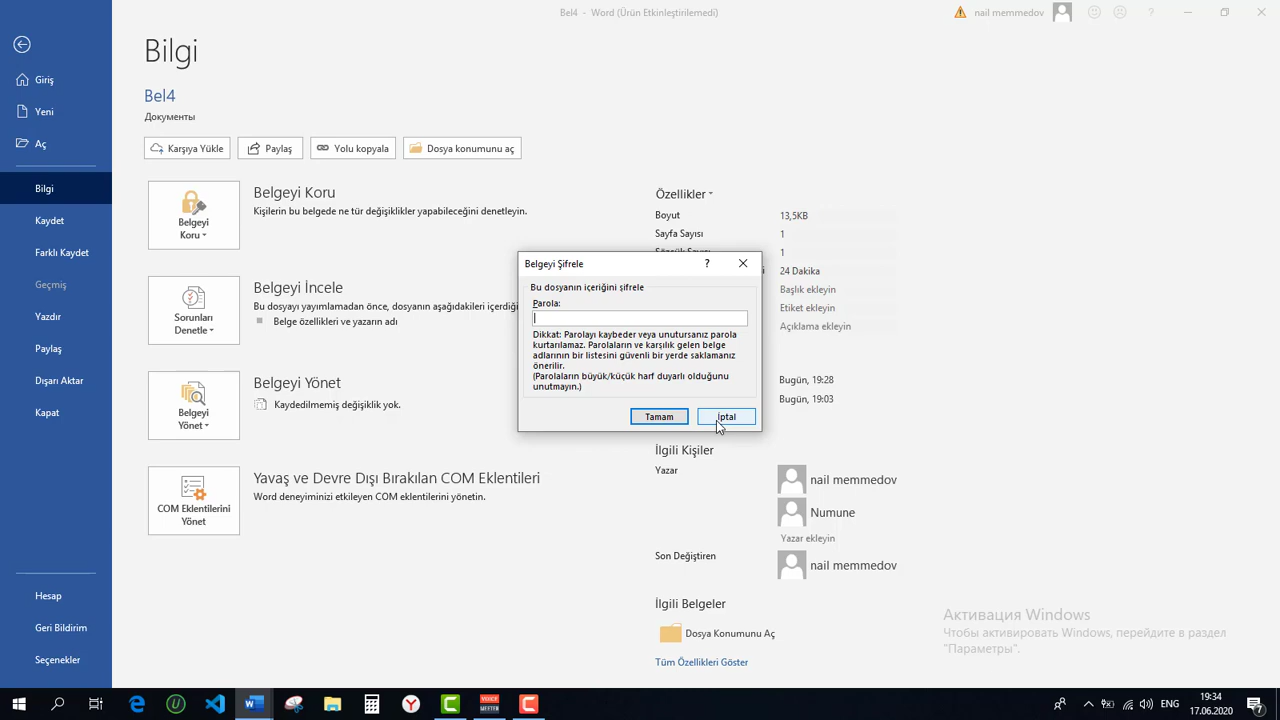 Bel4 - Word (Ürün Etkinleştirilemedi)
nail memmedov
Bilgi
Giriş
Yeni
Aç
Bilgi
Kaydet
Farklı Kaydet
Geçmiş
Yazdır
Paylaş
Dışarı Aktar
Kapat
Hesap
Geri Bildirim
Seçenekler
Bel4
Документы
Karşıya Yükle
Paylaş
Yolu kopyala
Dosya konumunu aç
Belgeyi
Koru
Belgeyi Koru
Kişilerin bu belgede ne tür değişiklikler yapabileceğini denetleyin.
Sorunları
Denetle
Belgeyi İncele
Bu dosyayı yayımlamadan önce, dosyanın aşağıdakileri içerdiği
Belge özellikleri ve yazarın adı
Belgeyi
Yönet
Belgeyi Yönet
Kaydedilmemiş değişiklik yok.
COM Eklentilerini
Yönet
Yavaş ve Devre Dışı Bırakılan COM Eklentileri
Word deneyiminizi etkileyen COM eklentilerini yönetin.
Özellikler
Boyut 13,5KB
Sayfa Sayısı 1
1
24 Dakika
Başlık ekleyin
Etiket ekleyin
Açıklama ekleyin
Bugün, 19:28
Bugün, 19:03
İlgili Kişiler
Yazar
nail memmedov
Numune
Yazar ekleyin
Son Değiştiren
nail memmedov
İlgili Belgeler
Dosya Konumunu Aç
Tüm Özellikleri Göster
Belgeyi Şifrele
?
Bu dosyanın içeriğini şifrele
Parola:
Dikkat: Parolayı kaybeder veya unutursanız parola
kurtarılamaz. Parolaların ve karşılık gelen belge
adlarının bir listesini güvenli bir yerde saklamanız
önerilir.
(Parolaların büyük/küçük harf duyarlı olduğunu
unutmayın.)
Tamam
İptal
Активация Windows
Чтобы активировать Windows, перейдите в раздел
"Параметры".
ENG
19:34
17.06.2020